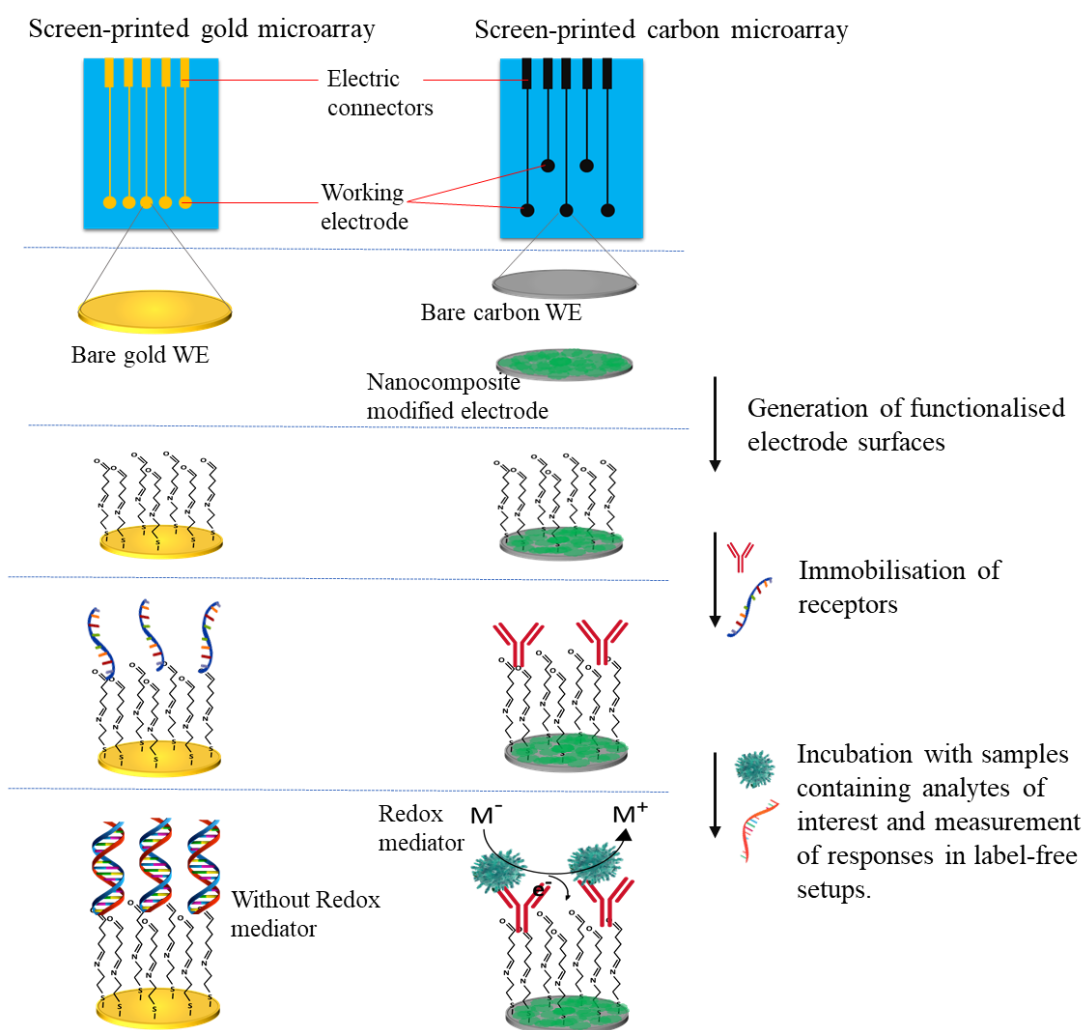 Screen-printed gold microarray
Screen-printed carbon microarray
Electric
connectors
Working
electrode
Bare gold WE
Bare carbon WE
Nanocomposite
modified electrode
Generation of functionalised
electrode surfaces
Immobilisation of
receptors
Incubation with samples
containing analytes of
interest and measurement
of responses in label-free
setups.
Without Redox
mediator
Redox
mediator
M⁻
M⁺
e⁻